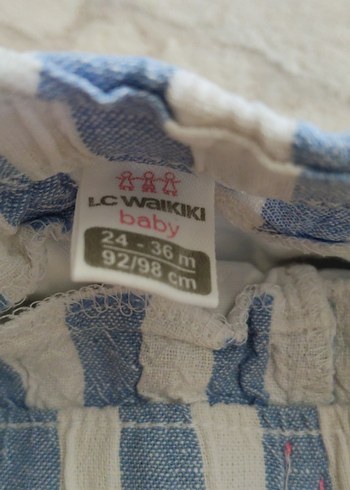 LC WAIKIKI
baby
24 - 36 m
92/98 cm